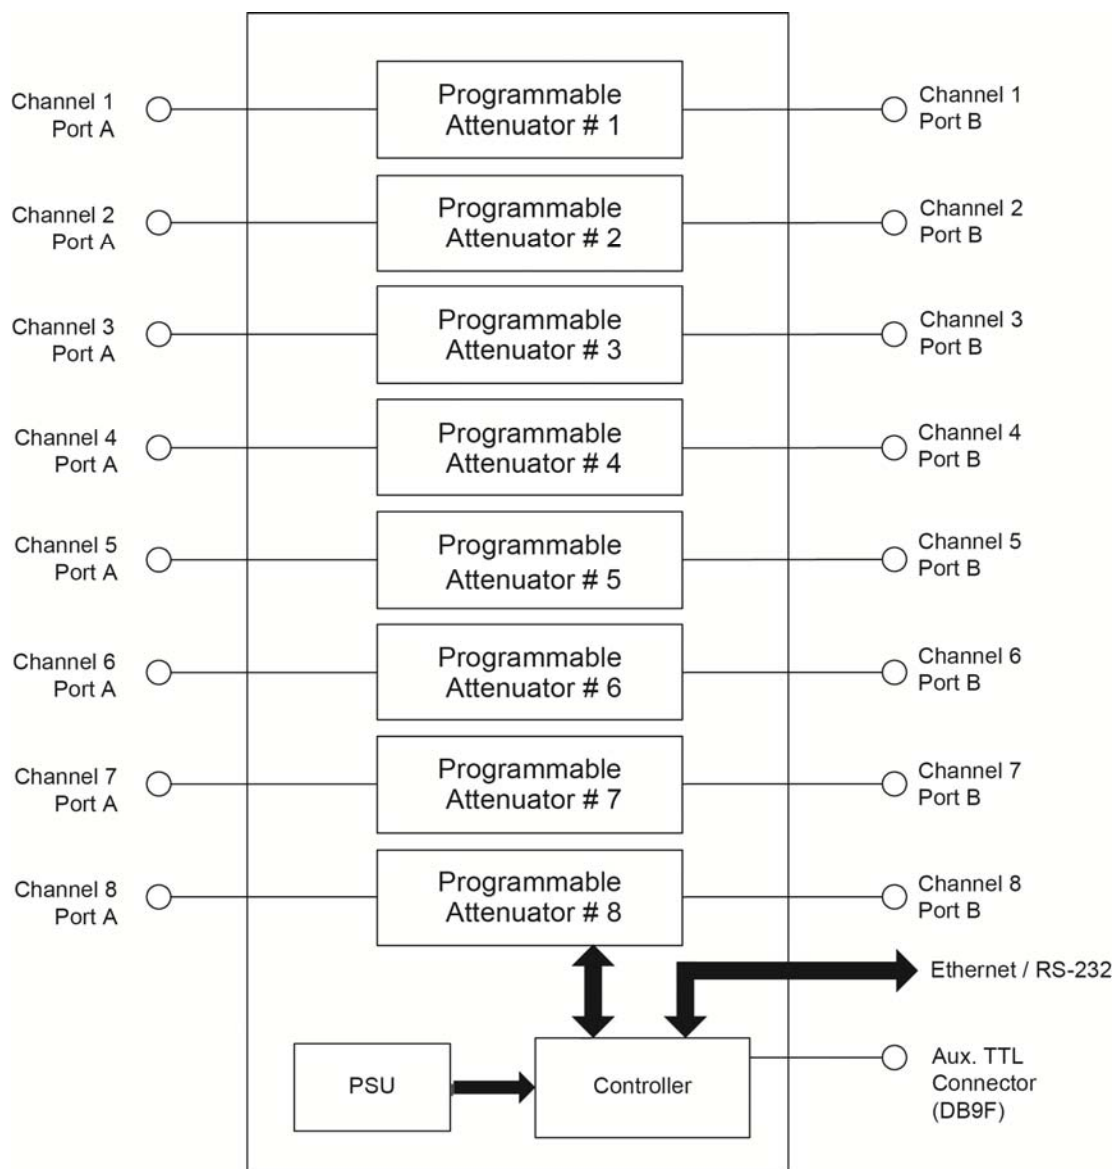 Channel 1
Port A
Programmable
Attenuator # 1
Channel 1
Port B
Channel 2
Port A
Programmable
Attenuator # 2
Channel 2
Port B
Channel 3
Port A
Programmable
Attenuator # 3
Channel 3
Port B
Channel 4
Port A
Programmable
Attenuator # 4
Channel 4
Port B
Channel 5
Port A
Programmable
Attenuator # 5
Channel 5
Port B
Channel 6
Port A
Programmable
Attenuator # 6
Channel 6
Port B
Channel 7
Port A
Programmable
Attenuator # 7
Channel 7
Port B
Channel 8
Port A
Programmable
Attenuator # 8
Channel 8
Port B
Ethernet / RS-232
PSU
Controller
Aux. TTL
Connector
(DB9F)